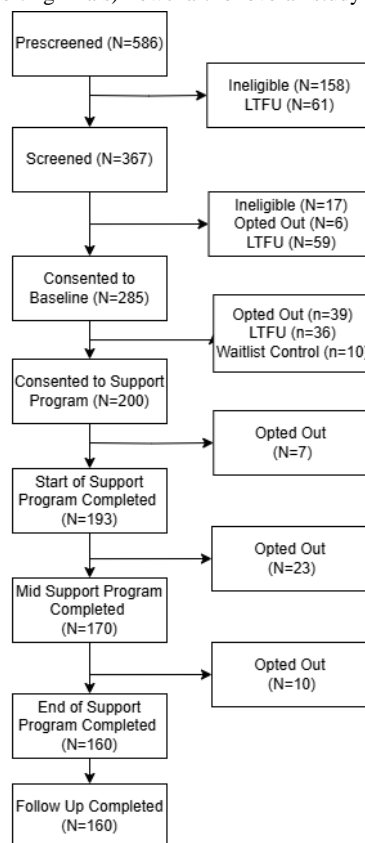 Prescreened (N=586)
Ineligible (N=158)
LTFU (N=61)
Screened (N=367)
Ineligible (N=17)
Opted Out (N=6)
LTFU (N=59)
Consented to
Baseline (N=285)
Opted Out (n=39)
LTFU (n=36)
Waitlist Control (n=10)
Consented to Support
Program (N=200)
Opted Out
(N=7)
Start of Support
Program Completed
(N=193)
Opted Out
(N=23)
Mid Support Program
Completed
(N=170)
Opted Out
(N=10)
End of Support
Program Completed
(N=160)
Follow Up Completed
(N=160)